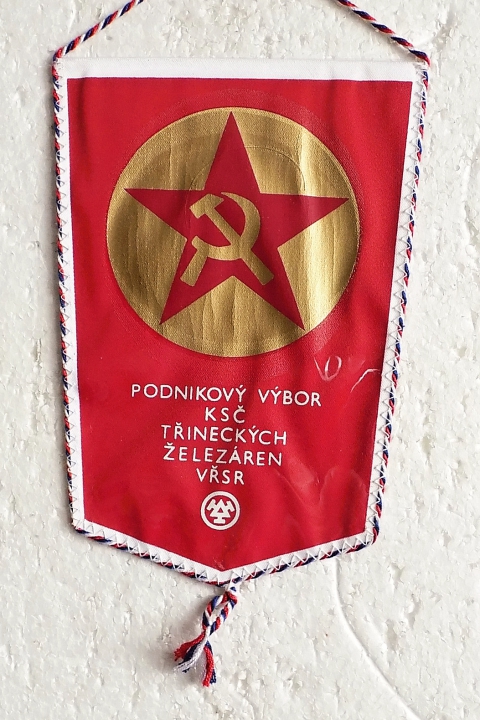 PODNIKOVÝ VÝBOR
KSČ
TŘINECKÝCH
ŽELEZÁREN
VŘSR